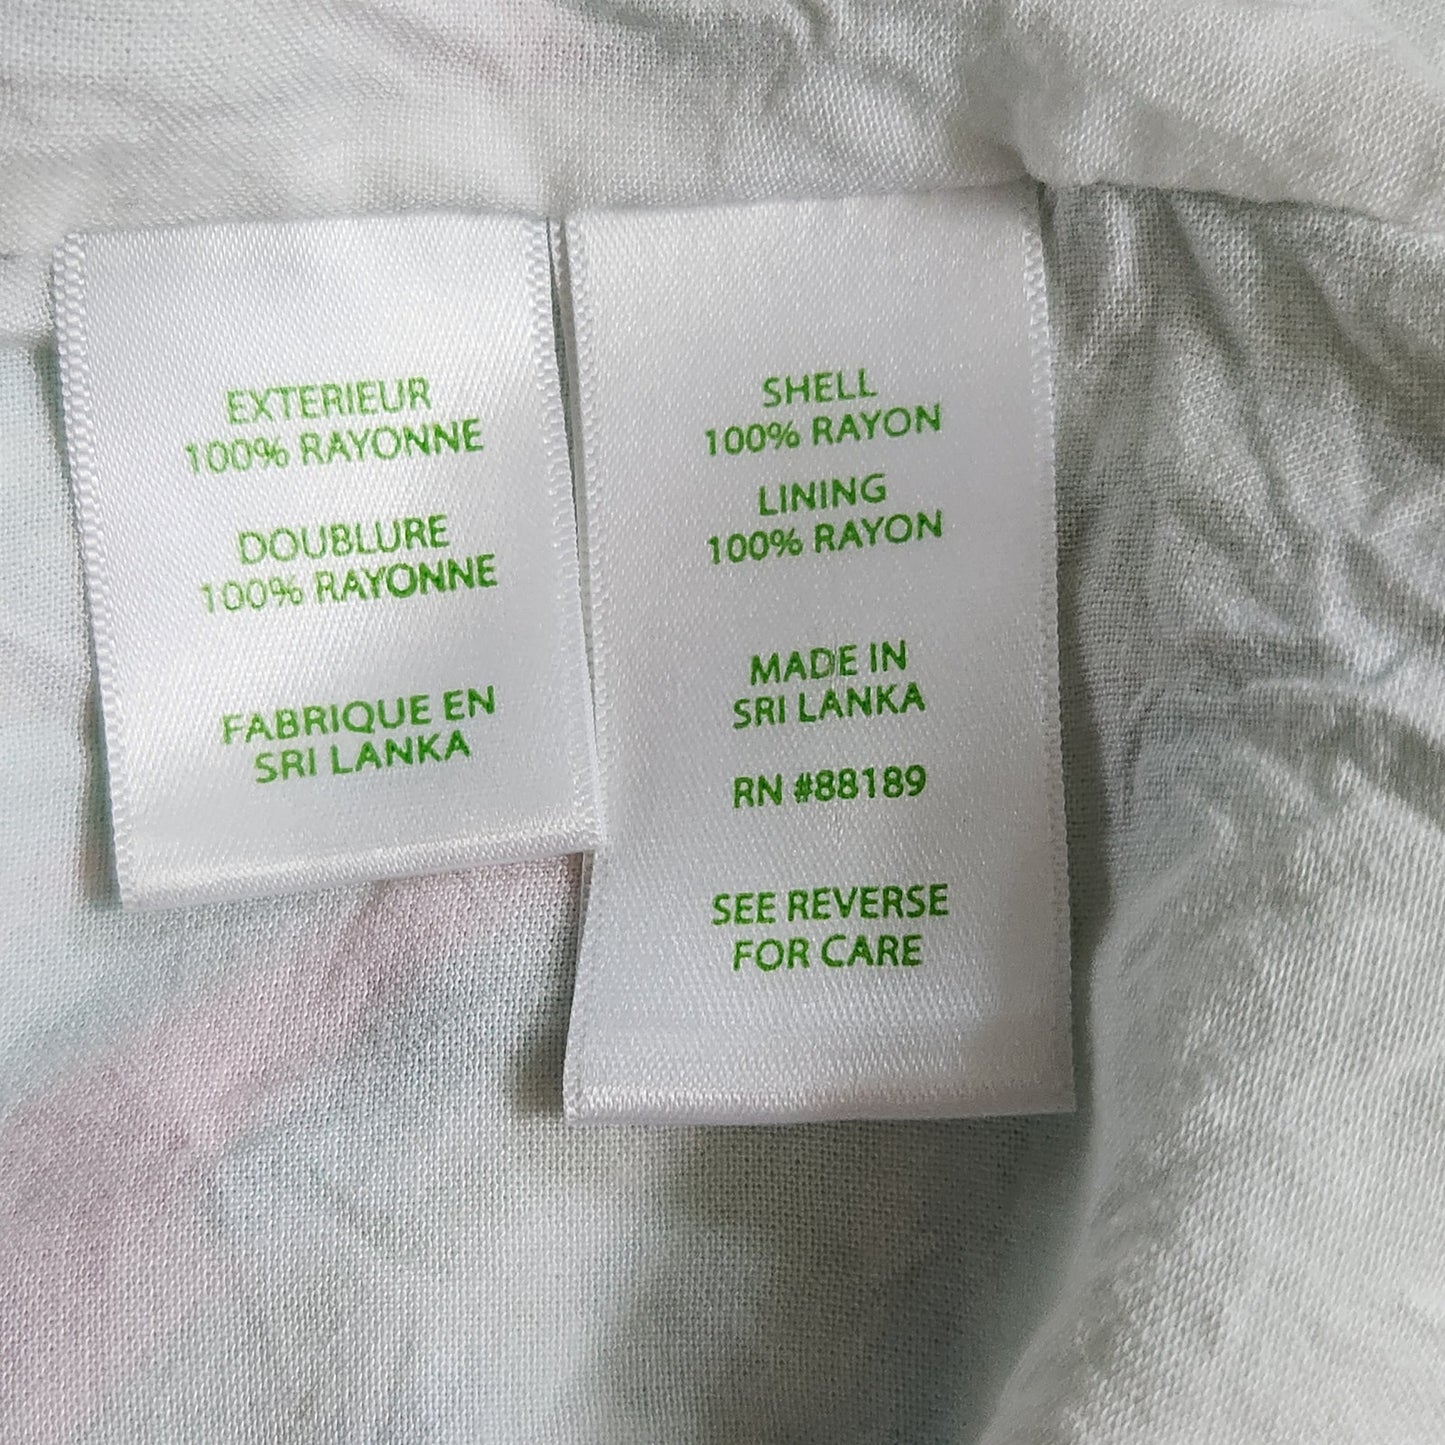 EXTERIEUR
100% RAYONNE
DOUBLURE
100% RAYONNE
FABRIQUE EN
SRI LANKA
SHELL
100% RAYON
LINING
100% RAYON
MADE IN
SRI LANKA
RN #88189
SEE REVERSE
FOR CARE